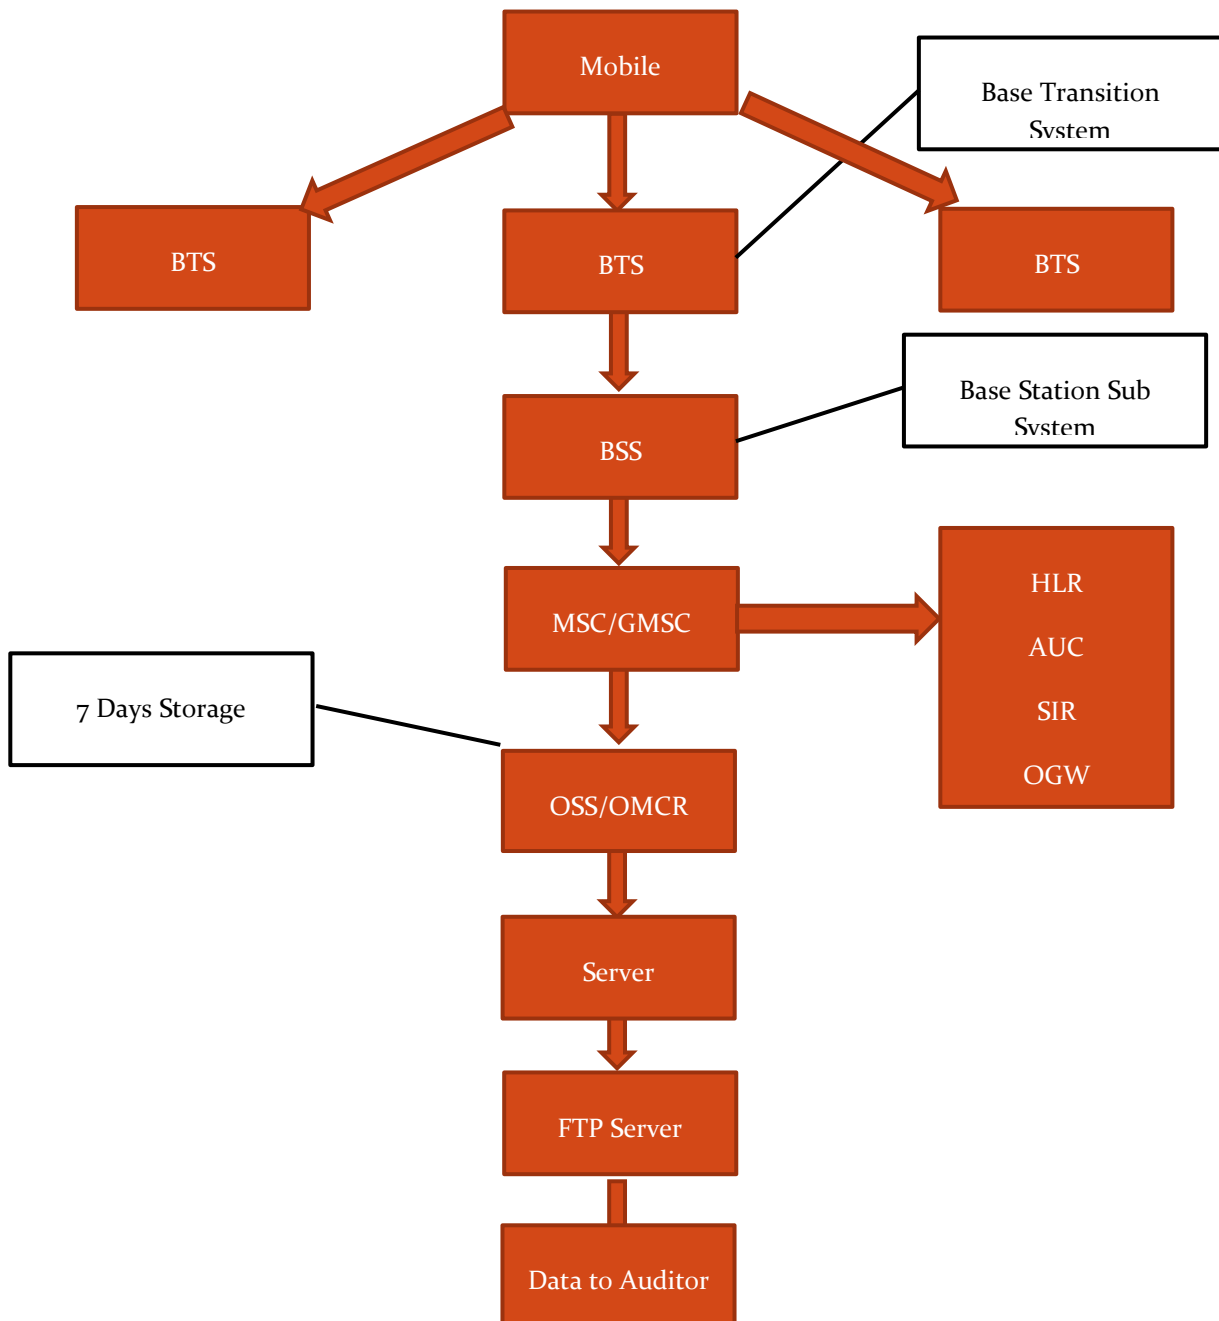 Mobile
Base Transition
System
BTS
BTS
BTS
Base Station Sub
System
BSS
HLR
MSC/GMSC
AUC
7 Days Storage
SIR
OGW
OSS/OMCR
Server
FTP Server
Data to Auditor